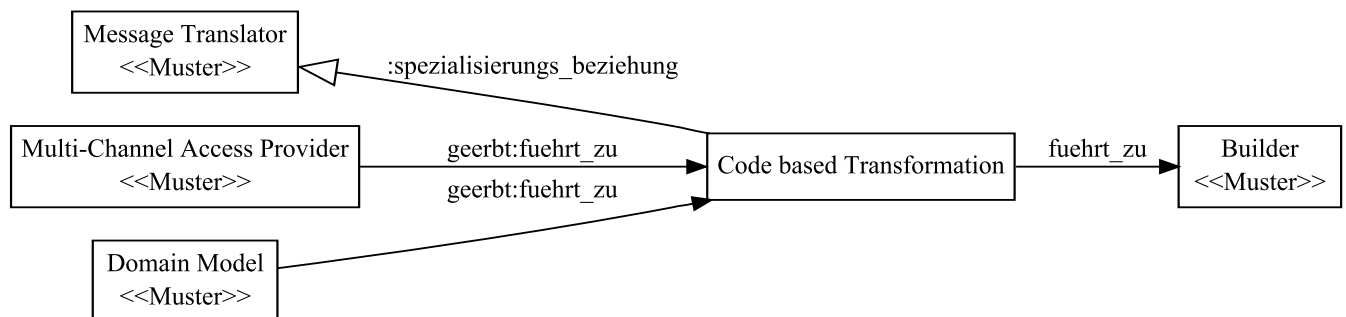 Message Translator
<<Muster>>
:spezialisierungs_beziehung
Multi-Channel Access Provider
<<Muster>>
geerbt:fuehrt_zu
geerbt:fuehrt_zu
Domain Model
<<Muster>>
Code based Transformation
fuehrt_zu
Builder
<<Muster>>